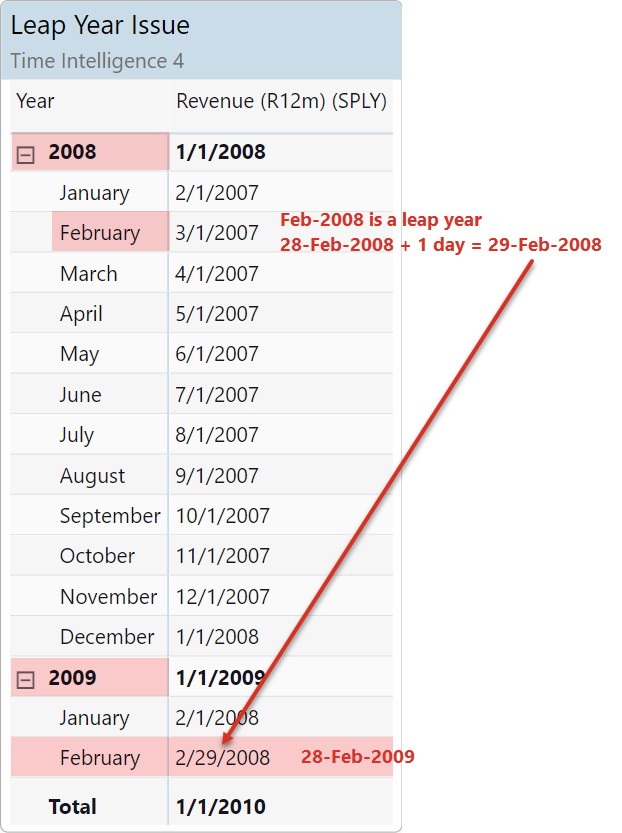 Leap Year Issue
Time Intelligence 4
Year Revenue (R12m) (SPLY)
2008 1/1/2008
January 2/1/2007
Feb-2008 is a leap year
February 3/1/2007
28-Feb-2008 + 1 day = 29-Feb-2008
March 4/1/2007
April 5/1/2007
May 6/1/2007
June 7/1/2007
July 8/1/2007
August 9/1/2007
September 10/1/2007
October 11/1/2007
November 12/1/2007
December 1/1/2008
2009 1/1/2009
January 2/1/2008
February 2/29/2008 28-Feb-2009
Total 1/1/2010